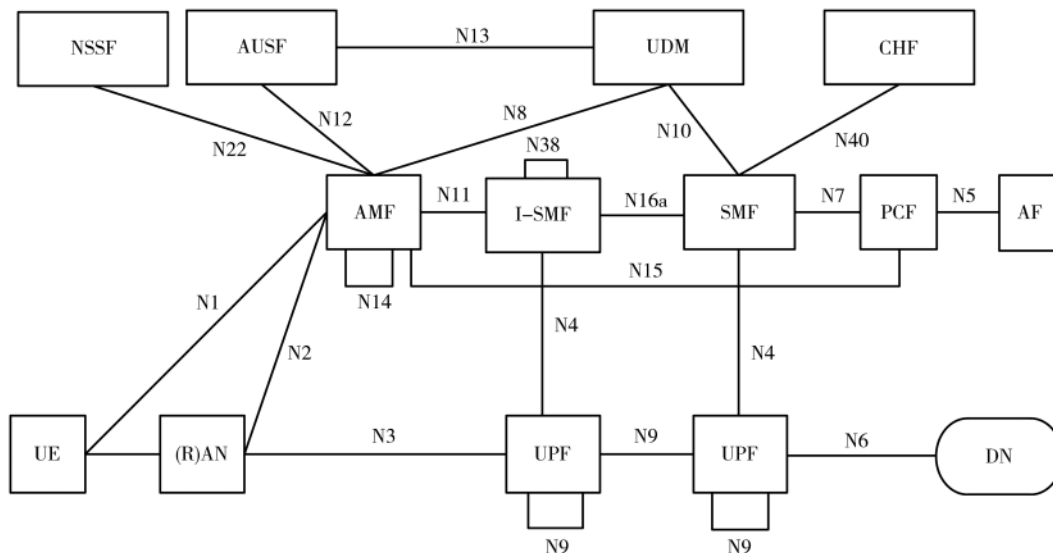 NSSF
AUSF
N13
UDM
CHF
N12
N8
N22
N10
N40
N38
AMF
N11
I-SMF
N16a
SMF
N7
PCF
N5
AF
N15
N14
N1
N2
N4
N4
UE
(R)AN
N3
UPF
N9
UPF
N6
DN
N9
N9